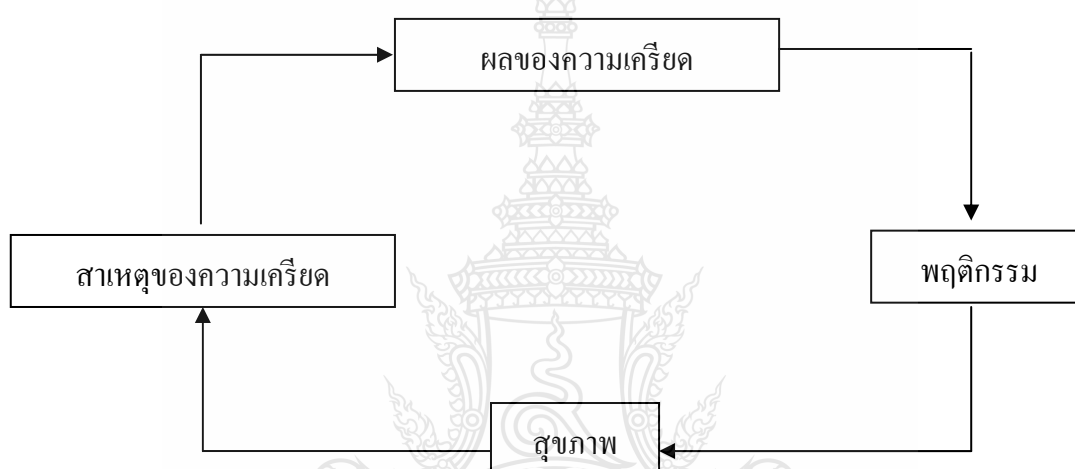 ผลของความเครียด
สาเหตุของความเครียด
พฤติกรรม
สุขภาพ